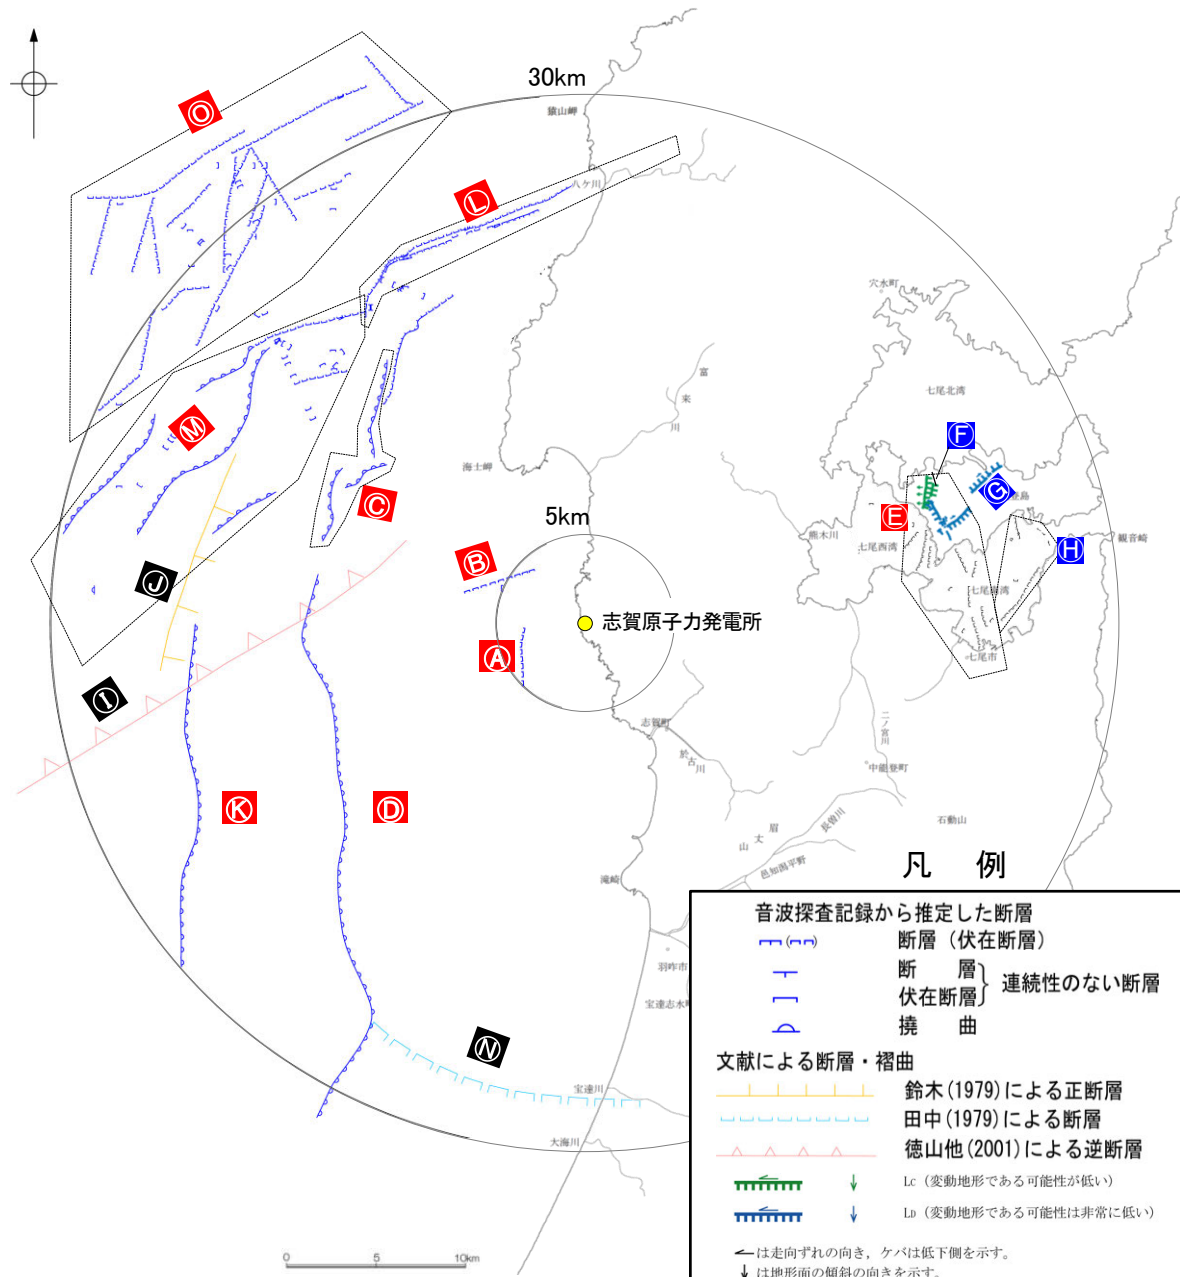 30km
猿山岬
Ⓞ
八ケ川
Ⓛ
穴水町
富
来
川
七尾北湾
Ⓜ
Ⓕ
海士岬
Ⓖ
Ⓒ
5km
Ⓔ
熊木川
七尾西湾
観音崎
Ⓗ
Ⓑ
Ⓙ
七尾南湾
志賀原子力発電所
Ⓐ
七尾市
Ⓘ
志賀町
於
古
川
二
ノ
宮
川
中能登町
Ⓚ
Ⓓ
石動山
長曽川
眉
丈
山
邑知潟平野
滝崎
羽咋市
宝達志水町
Ⓝ
宝達川
大海川
0 5 10km
凡 例
音波探査記録から推定した断層
断層（伏在断層）
断 層
伏在断層
連続性のない断層
撓 曲
文献による断層・褶曲
鈴木(1979)による正断層
田中(1979)による断層
徳山他(2001)による逆断層
LC（変動地形である可能性が低い）
LD（変動地形である可能性は非常に低い）
は走向ずれの向き，ケバは低下側を示す。
は地形面の傾斜の向きを示す。